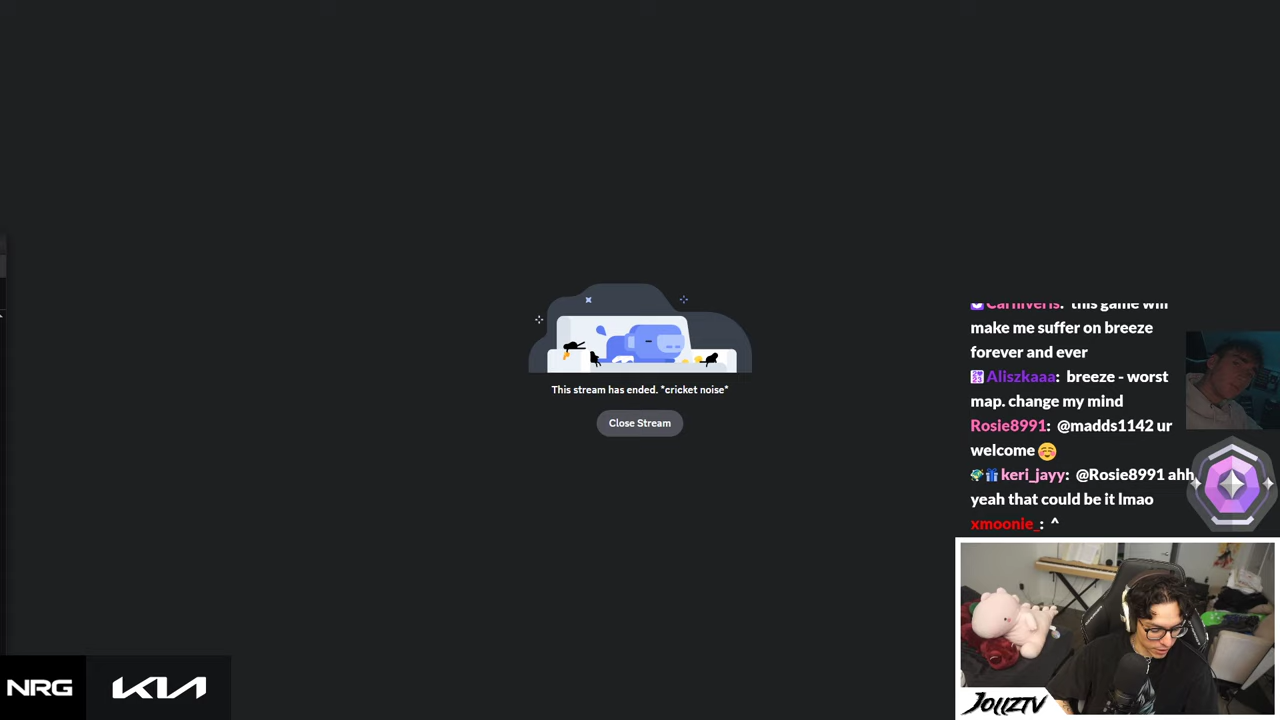 Carniveris: this game will
make me suffer on breeze
forever and ever
Aliszkaaa: breeze - worst
map. change my mind
Rosie8991: @madds1142 ur
welcome ☺️
keri_jayy: @Rosie8991 ahh
yeah that could be it lmao
xmoonie_: ^
This stream has ended. *cricket noise*
Close Stream
NRG
KIA
JOLLZTV